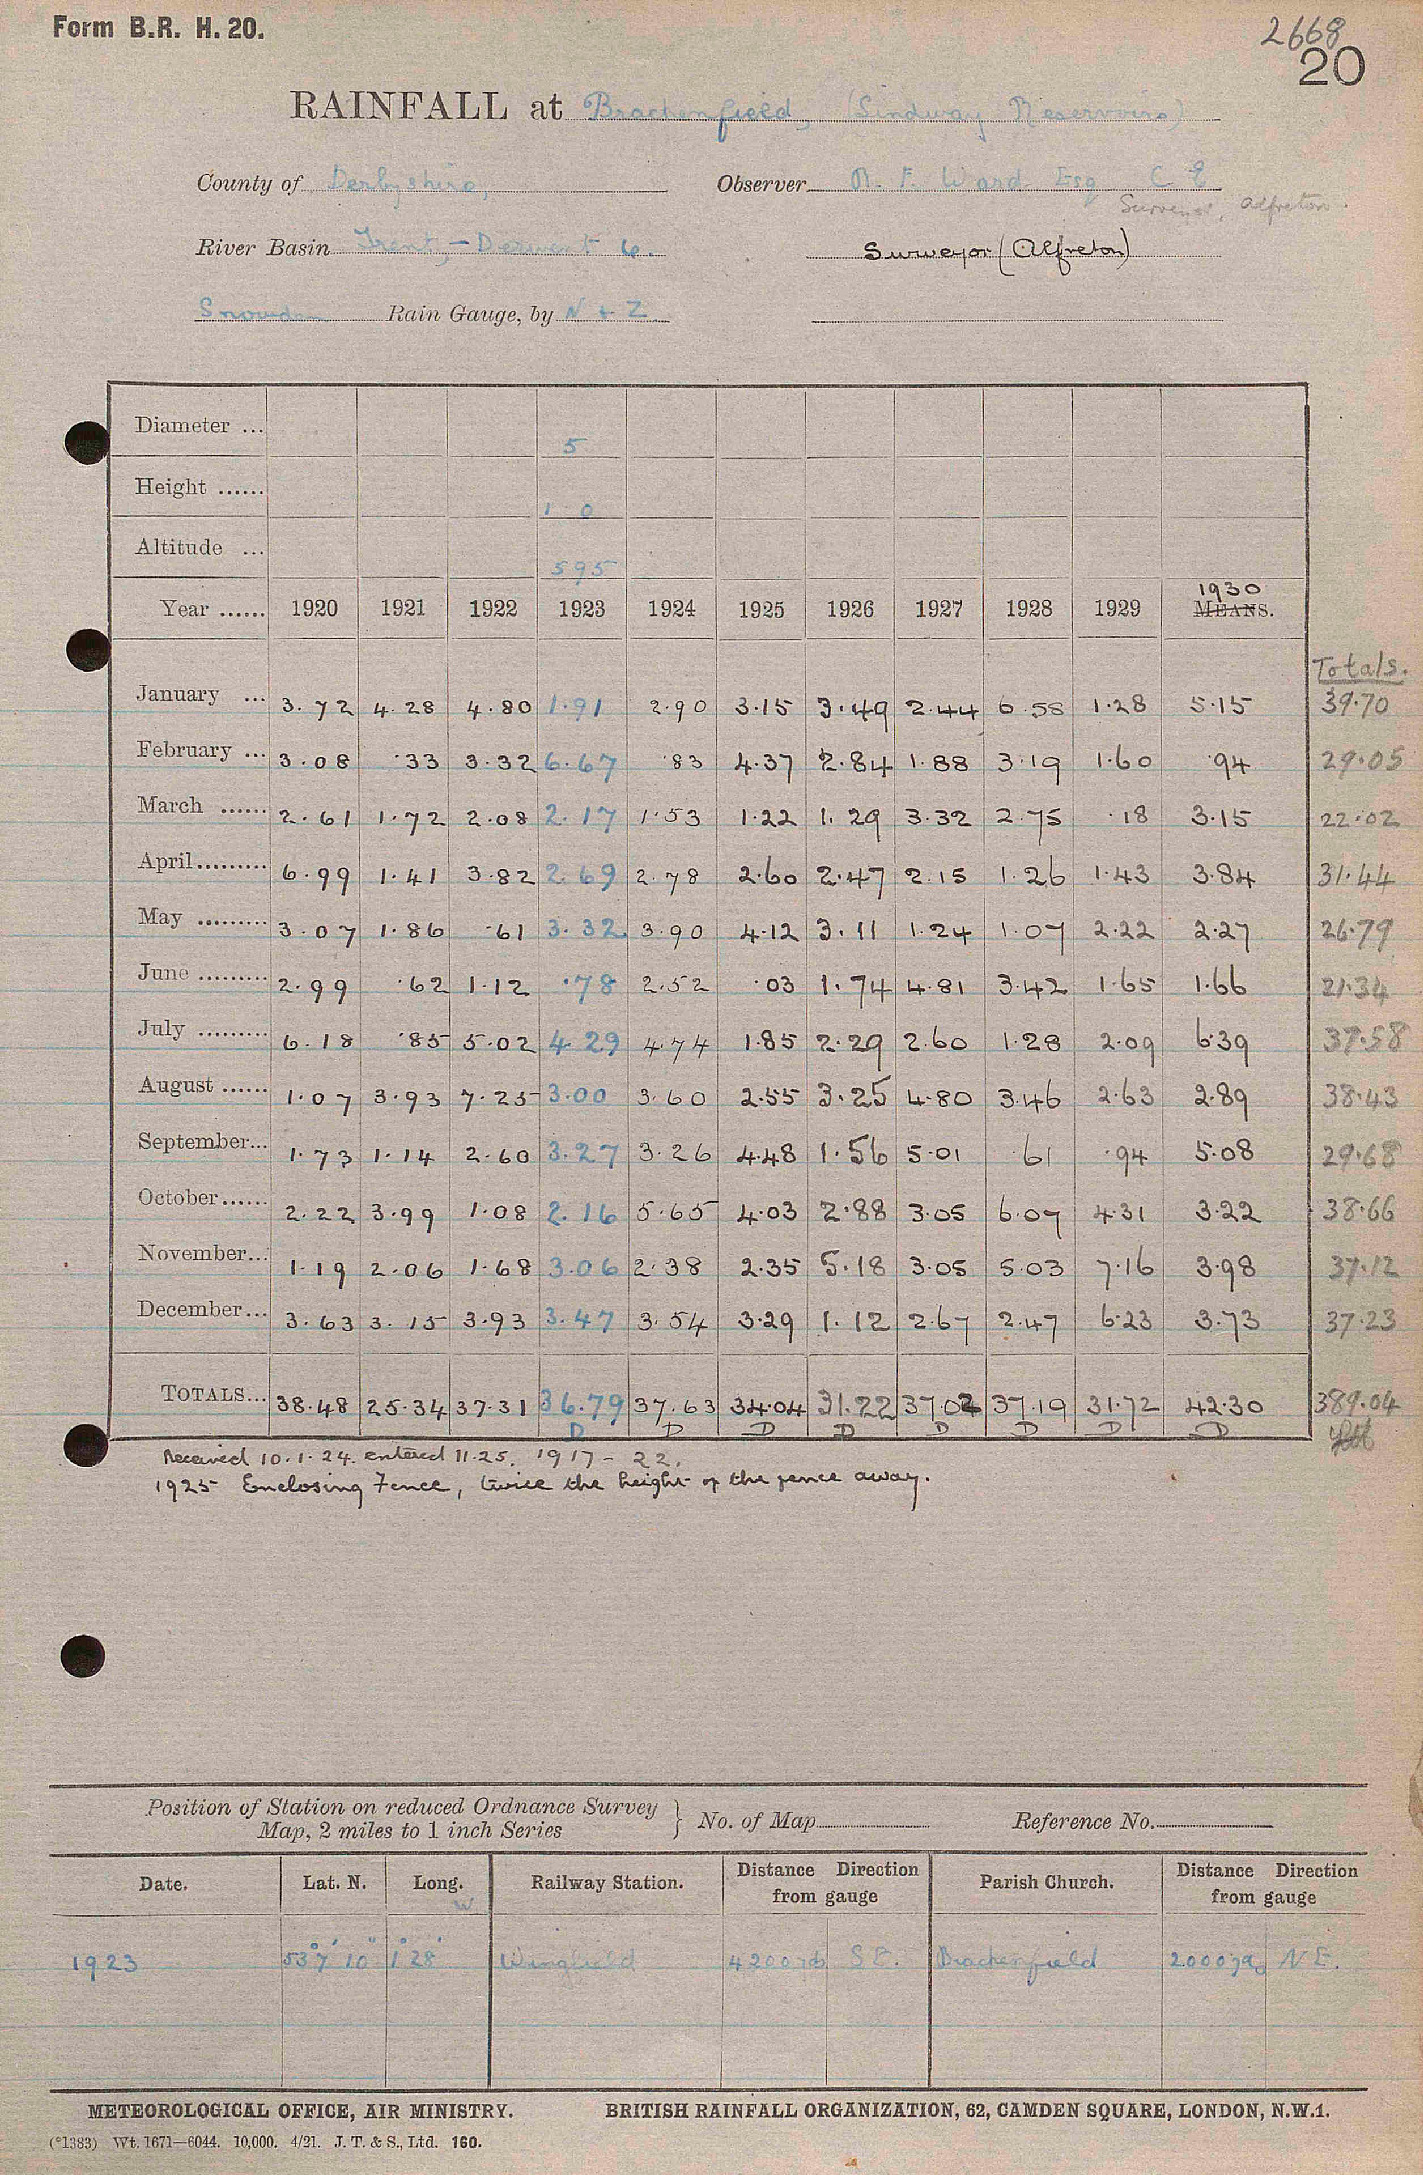 Form B.R. H. 20.
2668
20
RAINFALL at Brackenfield, (Lindway Reservoirs)
County of Derbyshire, Observer R. F. Ward Esq C E
Surveyor, Alfreton.
River Basin Trent, - Derwent 6. Surveyor (Alfreton)
Snowdon Rain Gauge, by N + Z
Diameter ... 5
Height ...... 1 0
Altitude ... 595
1930
Year ...... 1920 1921 1922 1923 1924 1925 1926 1927 1928 1929 MEANS.
Totals.
January ... 3.72 4.28 4.80 1.91 2.90 3.15 3.49 2.44 6.58 1.28 5.15 39.70
February ... 3.08 .33 3.32 6.67 .83 4.37 2.84 1.88 3.19 1.60 .94 29.05
March ...... 2.61 1.72 2.08 2.17 1.53 1.22 1.29 3.32 2.75 .18 3.15 22.02
April......... 6.99 1.41 3.82 2.69 2.78 2.60 2.47 2.15 1.26 1.43 3.84 31.44
May ......... 3.07 1.86 .61 3.32 3.90 4.12 3.11 1.24 1.07 2.22 2.27 26.79
June ......... 2.99 .62 1.12 .78 2.52 .03 1.74 4.81 3.42 1.65 1.66 21.34
July ......... 6.18 .85 5.02 4.29 4.74 1.85 2.29 2.60 1.28 2.09 6.39 37.58
August ...... 1.07 3.93 7.25 3.00 3.60 2.55 3.25 4.80 3.46 2.63 2.89 38.43
September... 1.73 1.14 2.60 3.27 3.26 4.48 1.56 5.01 .61 .94 5.08 29.68
October...... 2.22 3.99 1.08 2.16 5.65 4.03 2.88 3.05 6.07 4.31 3.22 38.66
November... 1.19 2.06 1.68 3.06 2.38 2.35 5.18 3.05 5.03 7.16 3.98 37.12
December... 3.63 3.15 3.93 3.47 3.54 3.29 1.12 2.67 2.47 6.23 3.73 37.23
TOTALS... 38.48 25.34 37.31 36.79 37.63 34.04 31.22 37.02 37.19 31.72 42.30 389.04
D D D D D D D D
Received 10.1.24. entered 11.25. 1917 - 22.
1925 Enclosing Fence, twice the height of the fence away.
Position of Station on reduced Ordnance Survey Map, 2 miles to 1 inch Series } No. of Map Reference No.
Date. Lat. N. Long. W Railway Station. Distance Direction from gauge Parish Church. Distance Direction from gauge
1923 53°7'10" 1°28' Wingfield 4200yds SE. Brackenfield 2000yds NE.
METEOROLOGICAL OFFICE, AIR MINISTRY. BRITISH RAINFALL ORGANIZATION, 62, CAMDEN SQUARE, LONDON, N.W.1.
(*1383) Wt. 1671—6044. 10,000. 4/21. J. T. & S., Ltd. 160.